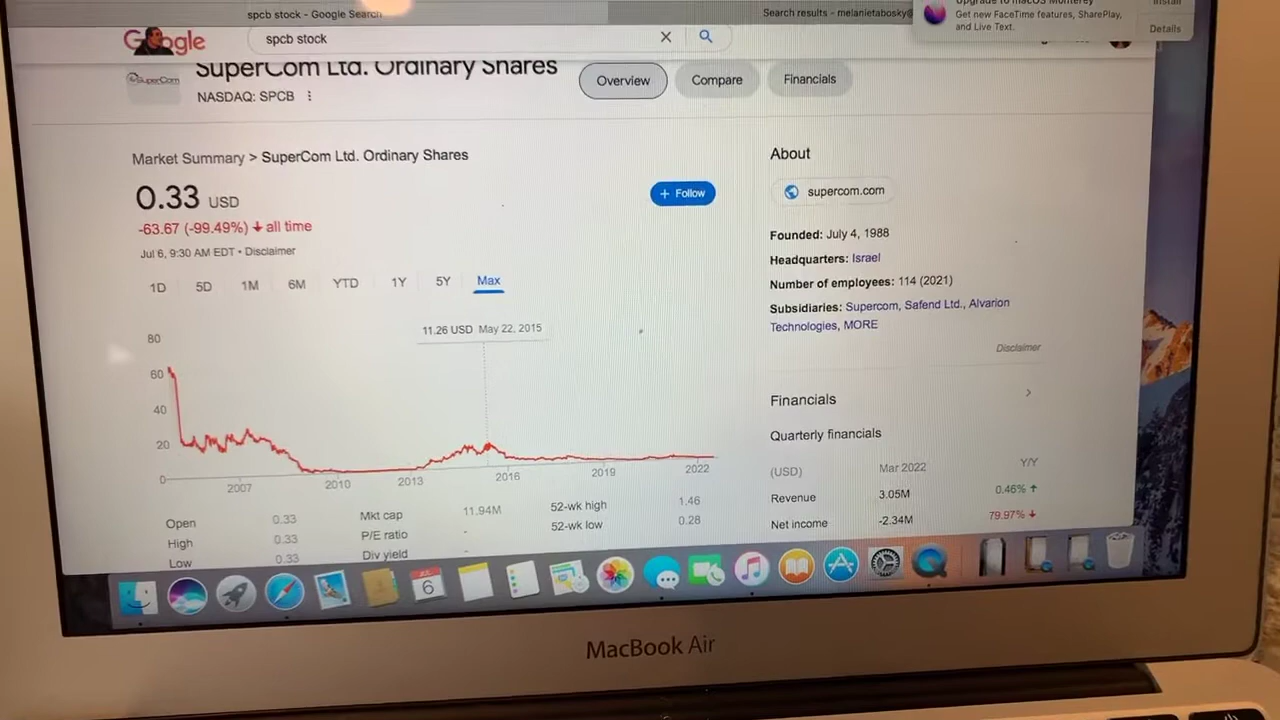 spcb stock - Google Search
Search results - melanietabosky@
Upgrade to macOS Monterey
Get new FaceTime features, SharePlay,
and Live Text.
Install
Details
Google
spcb stock
SuperCom
SuperCom Ltd. Ordinary Shares
NASDAQ: SPCB
Overview
Compare
Financials
Market Summary > SuperCom Ltd. Ordinary Shares
0.33 USD
+ Follow
-63.67 (-99.49%) all time
Jul 6, 9:30 AM EDT • Disclaimer
1D 5D 1M 6M YTD 1Y 5Y Max
11.26 USD May 22, 2015
80
60
40
20
0
2007 2010 2013 2016 2019 2022
Open 0.33 Mkt cap 11.94M 52-wk high 1.46
High 0.33 P/E ratio - 52-wk low 0.28
Low 0.33 Div yield -
About
supercom.com
Founded: July 4, 1988
Headquarters: Israel
Number of employees: 114 (2021)
Subsidiaries: Supercom, Safend Ltd., Alvarion
Technologies, MORE
Disclaimer
Financials
Quarterly financials
(USD) Mar 2022 Y/Y
Revenue 3.05M 0.46%
Net income -2.34M 79.97%
JUL
6
MacBook Air